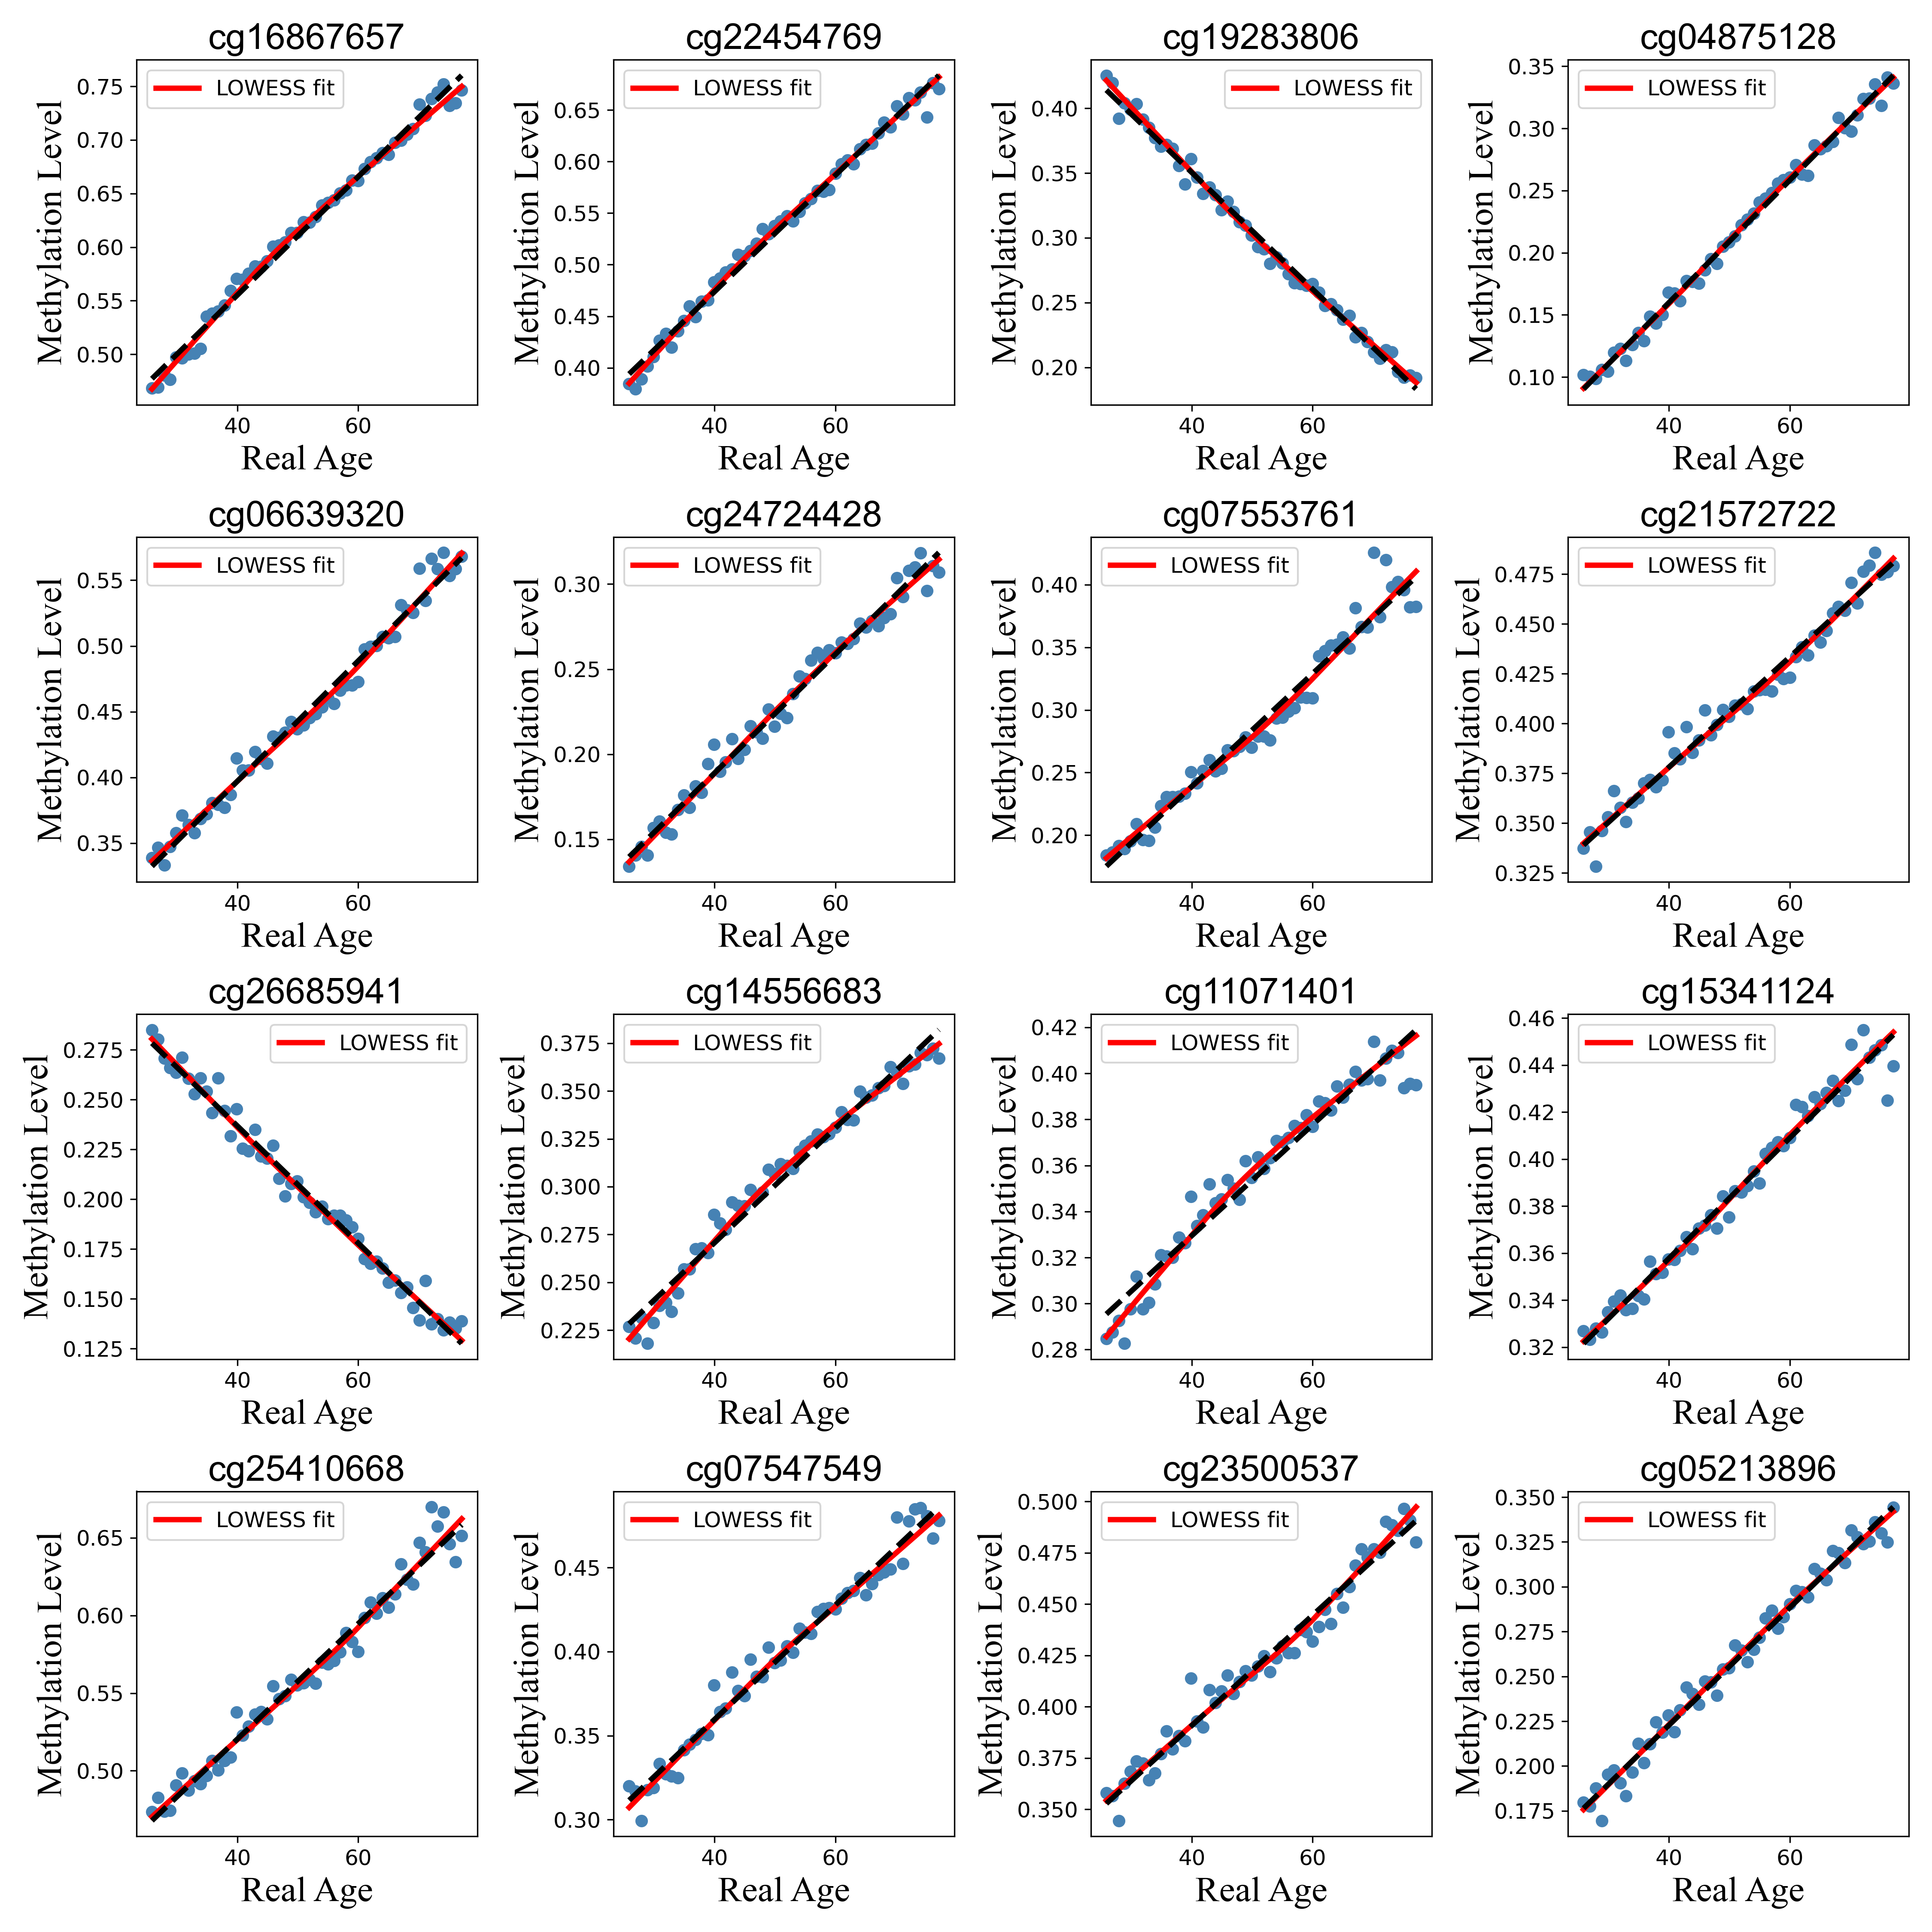 cg16867657
LOWESS fit
Methylation Level
0.75
0.70
0.65
0.60
0.55
0.50
40
60
Real Age
cg22454769
LOWESS fit
Methylation Level
0.65
0.60
0.55
0.50
0.45
0.40
40
60
Real Age
cg19283806
LOWESS fit
Methylation Level
0.40
0.35
0.30
0.25
0.20
40
60
Real Age
cg04875128
LOWESS fit
Methylation Level
0.35
0.30
0.25
0.20
0.15
0.10
40
60
Real Age
cg06639320
LOWESS fit
Methylation Level
0.55
0.50
0.45
0.40
0.35
40
60
Real Age
cg24724428
LOWESS fit
Methylation Level
0.30
0.25
0.20
0.15
40
60
Real Age
cg07553761
LOWESS fit
Methylation Level
0.40
0.35
0.30
0.25
0.20
40
60
Real Age
cg21572722
LOWESS fit
Methylation Level
0.475
0.450
0.425
0.400
0.375
0.350
0.325
40
60
Real Age
cg26685941
LOWESS fit
Methylation Level
0.275
0.250
0.225
0.200
0.175
0.150
0.125
40
60
Real Age
cg14556683
LOWESS fit
Methylation Level
0.375
0.350
0.325
0.300
0.275
0.250
0.225
40
60
Real Age
cg11071401
LOWESS fit
Methylation Level
0.42
0.40
0.38
0.36
0.34
0.32
0.30
0.28
40
60
Real Age
cg15341124
LOWESS fit
Methylation Level
0.46
0.44
0.42
0.40
0.38
0.36
0.34
0.32
40
60
Real Age
cg25410668
LOWESS fit
Methylation Level
0.65
0.60
0.55
0.50
40
60
Real Age
cg07547549
LOWESS fit
Methylation Level
0.45
0.40
0.35
0.30
40
60
Real Age
cg23500537
LOWESS fit
Methylation Level
0.500
0.475
0.450
0.425
0.400
0.375
0.350
40
60
Real Age
cg05213896
LOWESS fit
Methylation Level
0.350
0.325
0.300
0.275
0.250
0.225
0.200
0.175
40
60
Real Age